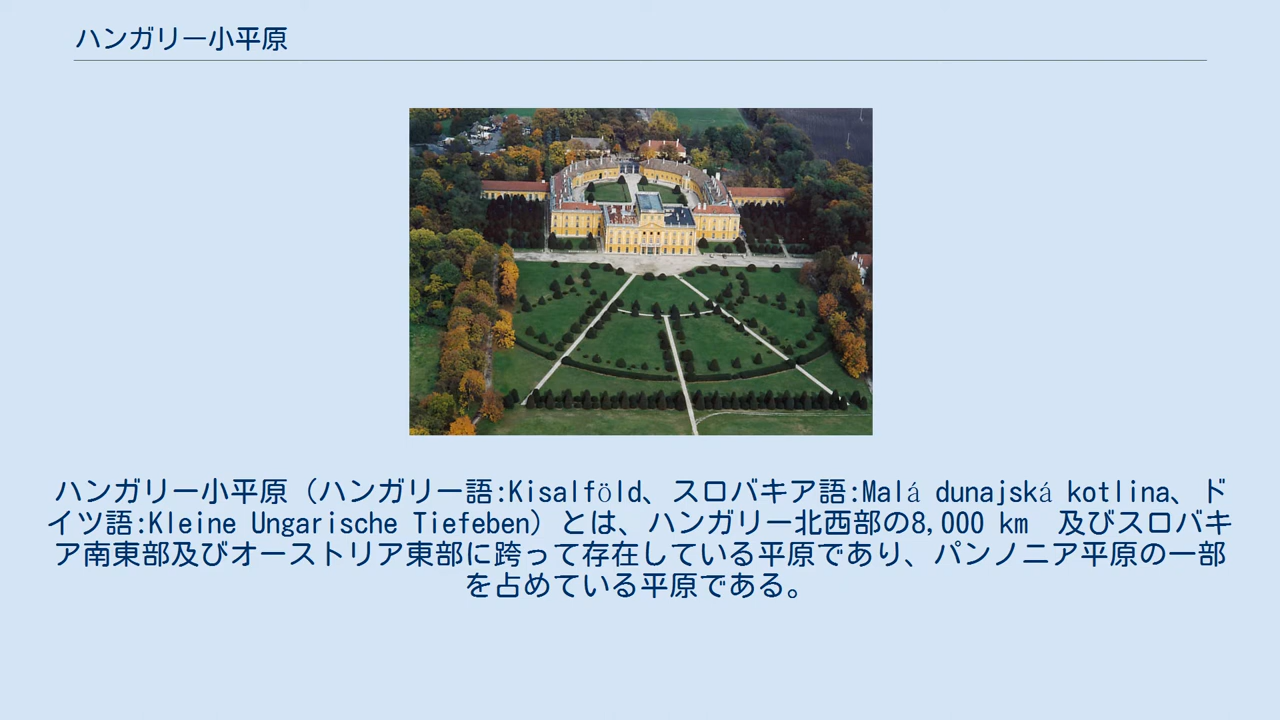 ハンガリー小平原
ハンガリー小平原（ハンガリー語:Kisalföld、スロバキア語:Malá dunajská kotlina、ド
イツ語:Kleine Ungarische Tiefeben）とは、ハンガリー北西部の8,000 km　及びスロバキ
ア南東部及びオーストリア東部に跨って存在している平原であり、パンノニア平原の一部
を占めている平原である。